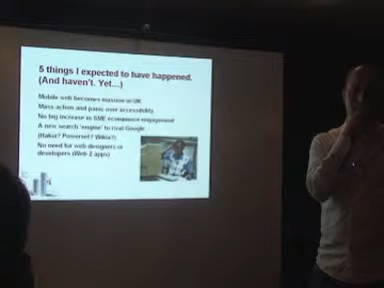 5 things I expected to have happened.
(And haven't. Yet...)
Mobile web becomes massive in UK
Mass action and panic over accessibility
No big increase in SME ecommerce engagement
A new search 'engine' to rival Google
(Hakia? Powerset? Wikia?)
No need for web designers or
developers (Web 2 apps)